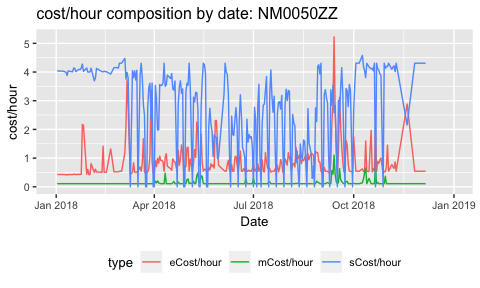 cost/hour composition by date: NM0050ZZ
cost/hour
5
4
3
2
1
0
Jan 2018
Apr 2018
Jul 2018
Oct 2018
Jan 2019
Date
type
eCost/hour
mCost/hour
sCost/hour